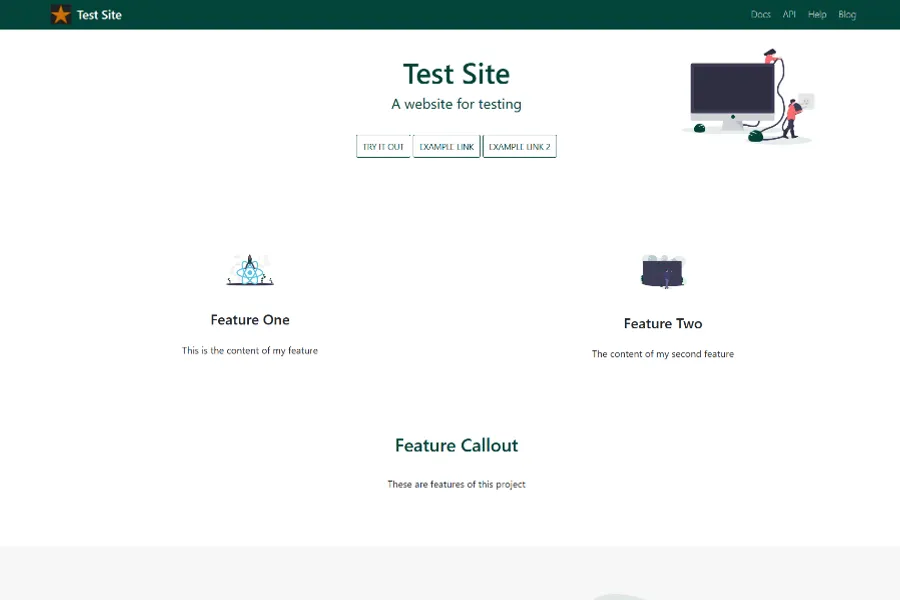 Test Site
Docs API Help Blog
Test Site
A website for testing
TRY IT OUT EXAMPLE LINK EXAMPLE LINK 2
Feature One
This is the content of my feature
Feature Two
The content of my second feature
Feature Callout
These are features of this project